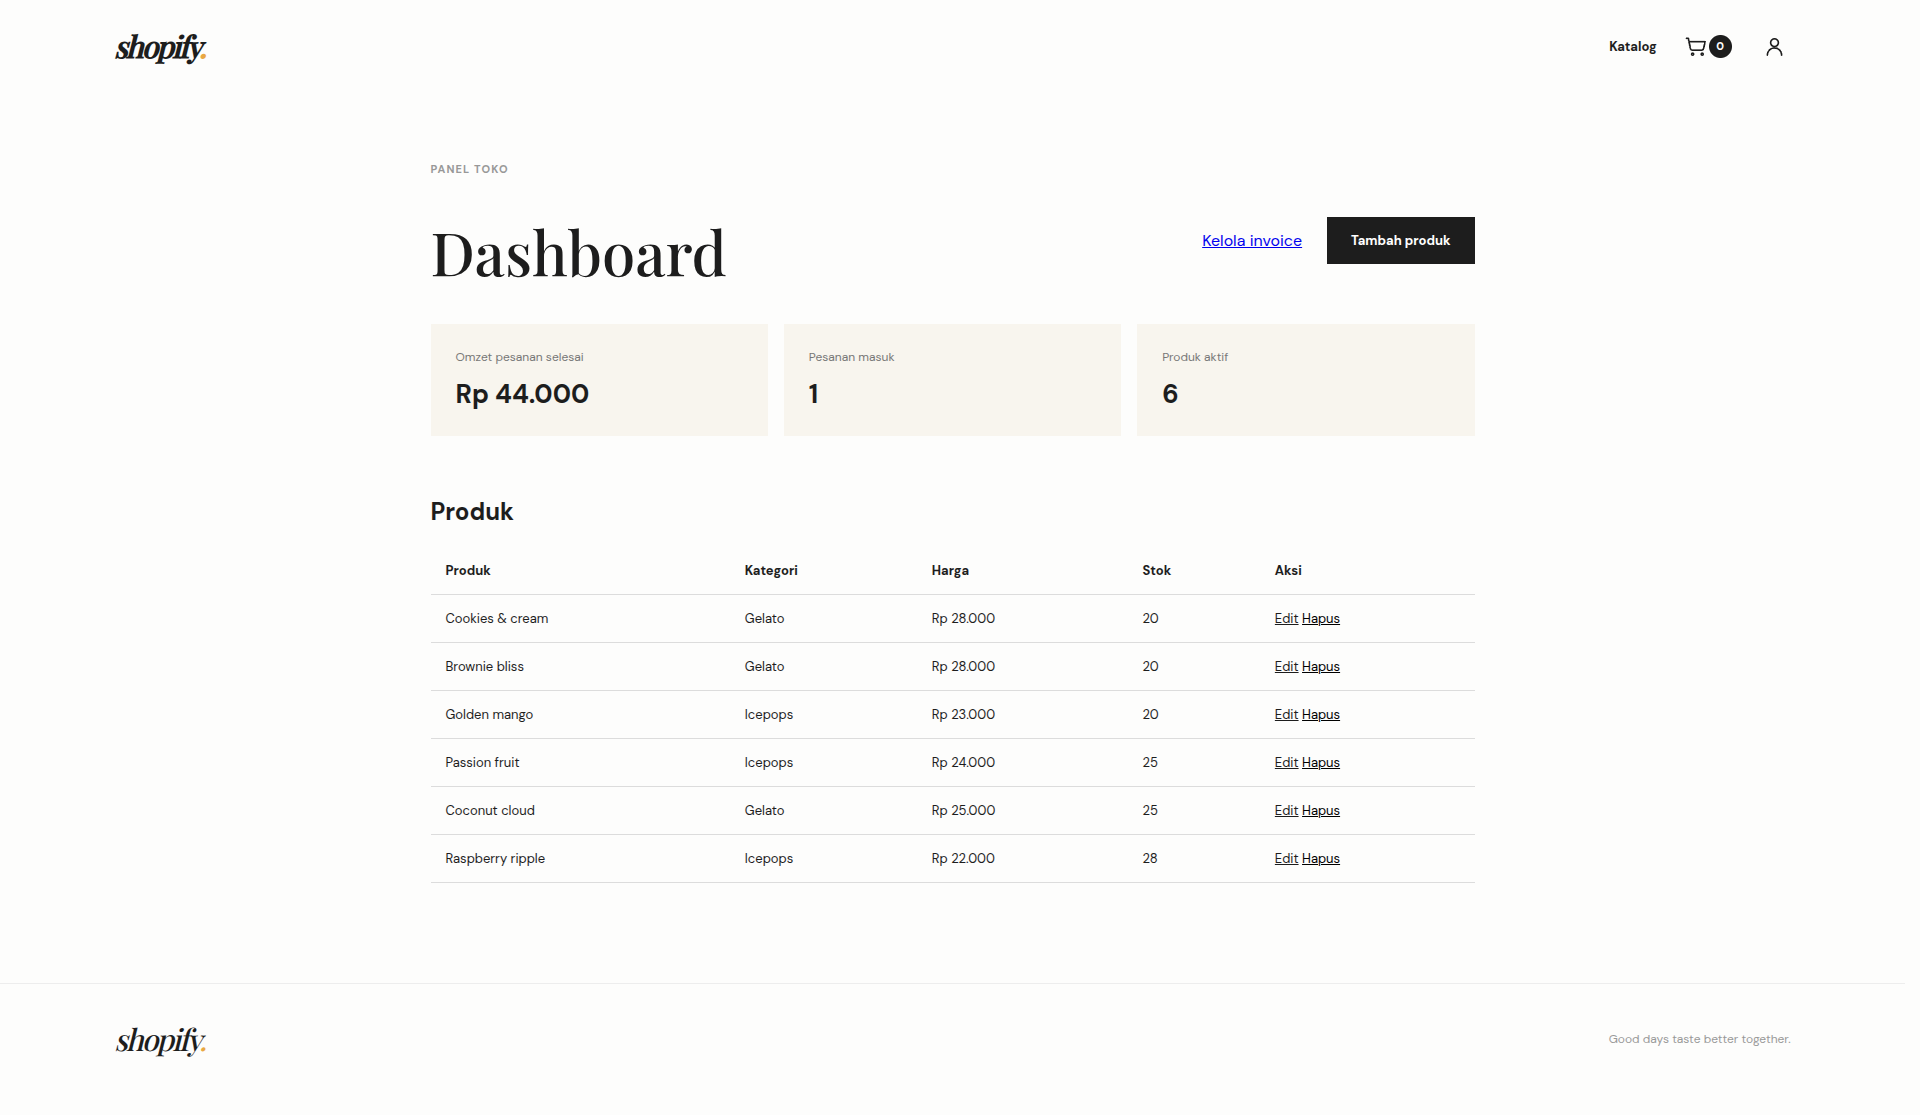 shopify.
Katalog 0
PANEL TOKO
Dashboard
Kelola invoice Tambah produk
Omzet pesanan selesai Pesanan masuk Produk aktif
Rp 44.000 1 6
Produk
Produk Kategori Harga Stok Aksi
Cookies & cream Gelato Rp 28.000 20 Edit Hapus
Brownie bliss Gelato Rp 28.000 20 Edit Hapus
Golden mango Icepops Rp 23.000 20 Edit Hapus
Passion fruit Icepops Rp 24.000 25 Edit Hapus
Coconut cloud Gelato Rp 25.000 25 Edit Hapus
Raspberry ripple Icepops Rp 22.000 28 Edit Hapus
shopify.
Good days taste better together.